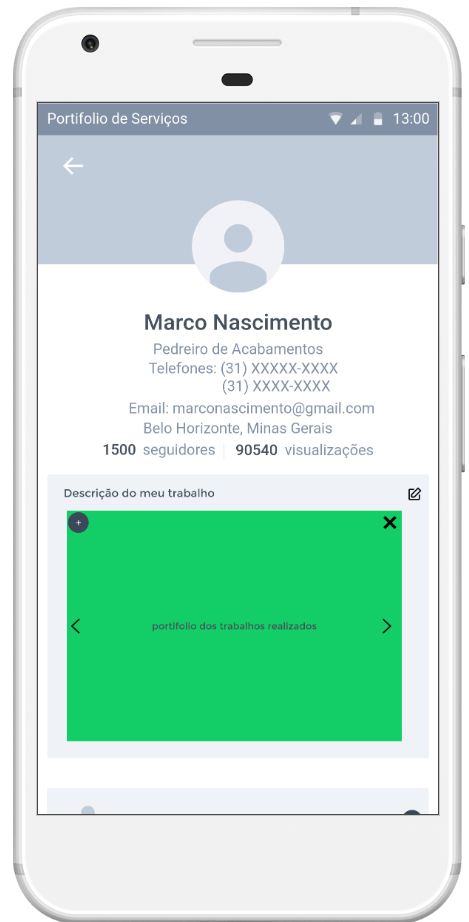 Portifolio de Serviços 13:00
Marco Nascimento
Pedreiro de Acabamentos
Telefones: (31) XXXXX-XXXX
(31) XXXX-XXXX
Email: marconascimento@gmail.com
Belo Horizonte, Minas Gerais
1500 seguidores 90540 visualizações
Descrição do meu trabalho
portifolio dos trabalhos realizados